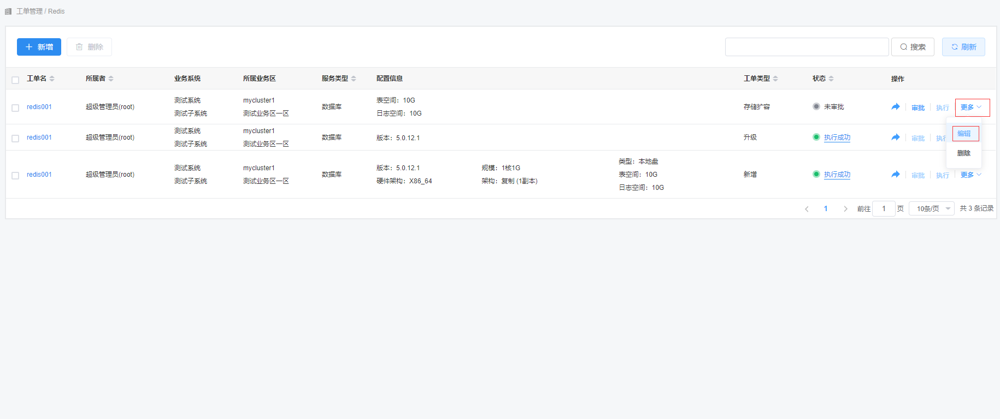 工单管理 / Redis
新增 删除 搜索 刷新
工单名 所属者 业务系统 所属业务区 服务类型 配置信息 工单类型 状态 操作
redis001 超级管理员(root) 测试系统 测试子系统 mycluster1 测试业务区一区 数据库 表空间：10G 日志空间：10G 存储扩容 未审批 审批 执行 更多
编辑
删除
redis001 超级管理员(root) 测试系统 测试子系统 mycluster1 测试业务区一区 数据库 版本：5.0.12.1 升级 执行成功 审批 执行
redis001 超级管理员(root) 测试系统 测试子系统 mycluster1 测试业务区一区 数据库 版本：5.0.12.1 硬件架构：X86_64 规模：1核1G 架构：复制 (1副本) 类型：本地盘 表空间：10G 日志空间：10G 新增 执行成功 审批 执行 更多
1 前往 1 页 10条/页 共 3 条记录